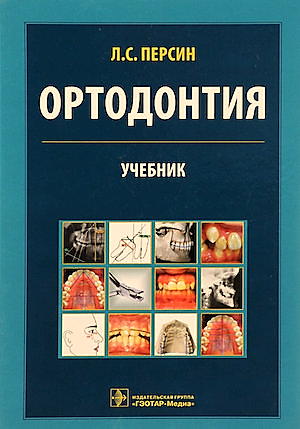 Л.С. ПЕРСИН
ОРТОДОНТИЯ
УЧЕБНИК
ИЗДАТЕЛЬСКАЯ ГРУППА
«ГЭОТАР-Медиа»